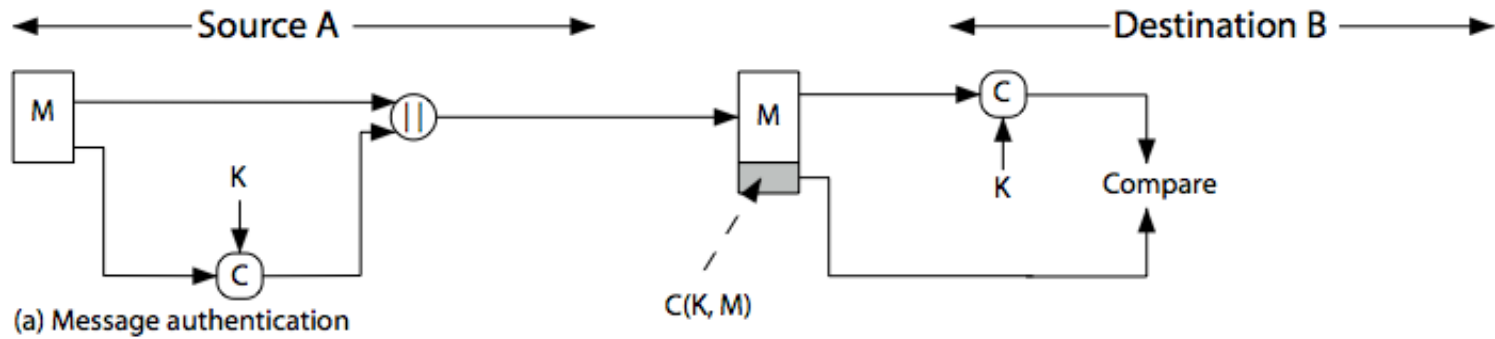 Source A
Destination B
M
||
M
C
K
K
Compare
C
C(K, M)
(a) Message authentication